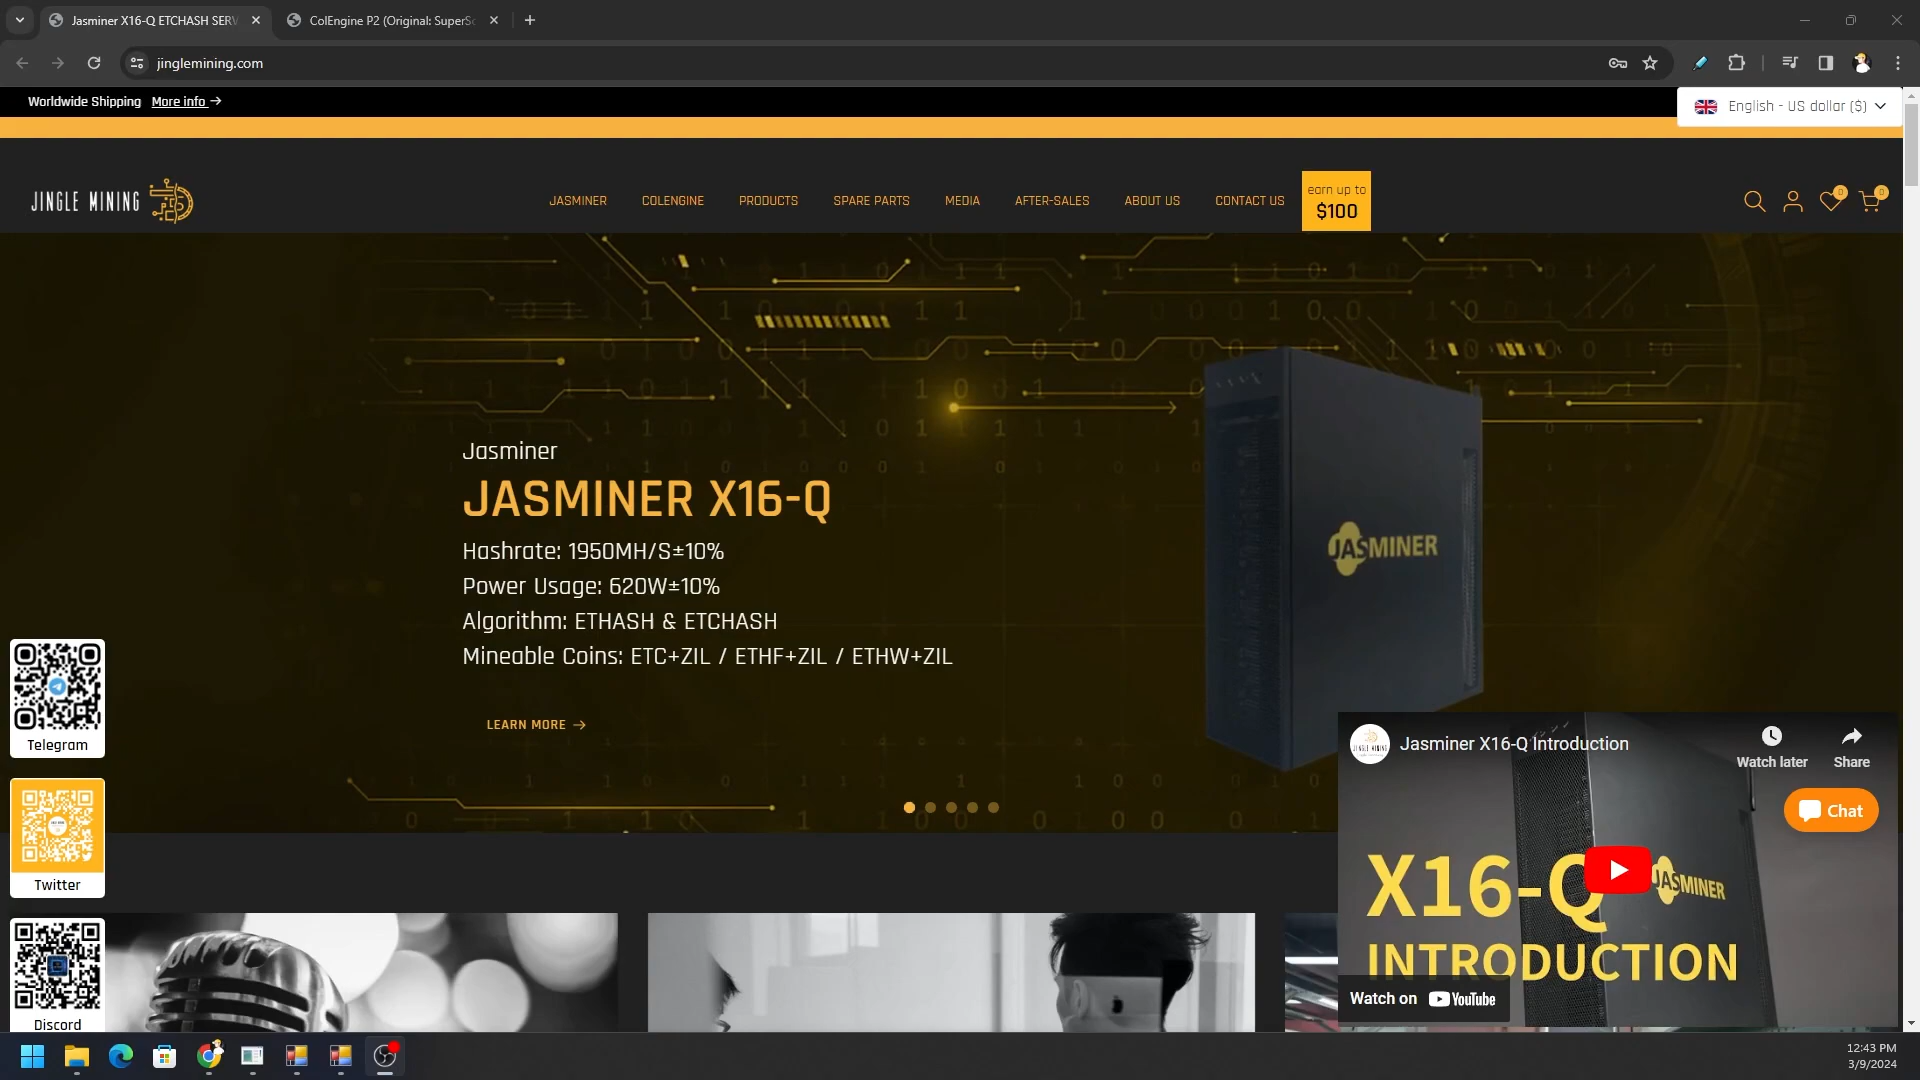 Jasminer X16-Q ETCHASH SERV
ColEngine P2 (Original: SuperSc
jinglemining.com
Worldwide Shipping More info →
English - US dollar ($)
JINGLE MINING
JASMINER COLENGINE PRODUCTS SPARE PARTS MEDIA AFTER-SALES ABOUT US CONTACT US
earn up to
$100
0 0
Jasminer
JASMINER X16-Q
Hashrate: 1950MH/S±10%
Power Usage: 620W±10%
Algorithm: ETHASH & ETCHASH
Mineable Coins: ETC+ZIL / ETHF+ZIL / ETHW+ZIL
LEARN MORE →
JASMINER
Telegram
Twitter
Discord
Jasminer X16-Q Introduction
Watch later
Share
Chat
X16-Q
JASMINER
INTRODUCTION
Watch on YouTube
12:43 PM
3/9/2024